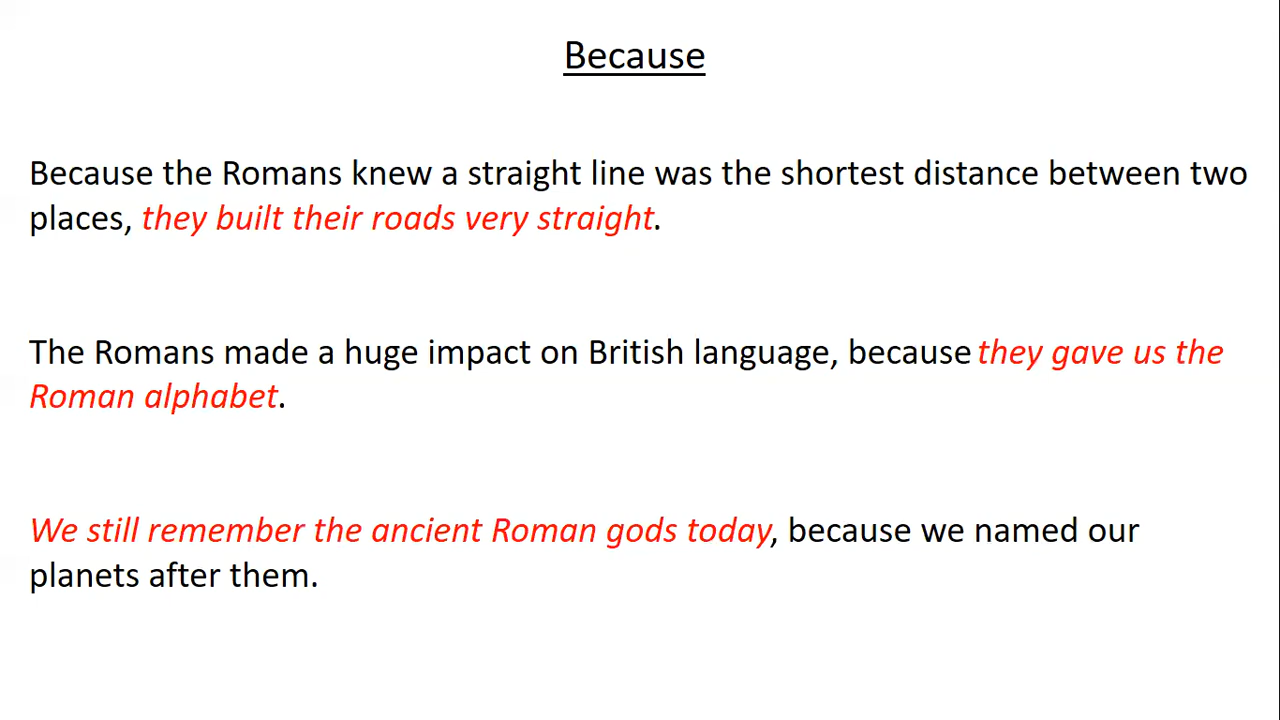 Because
Because the Romans knew a straight line was the shortest distance between two
places, they built their roads very straight.
The Romans made a huge impact on British language, because they gave us the
Roman alphabet.
We still remember the ancient Roman gods today, because we named our
planets after them.